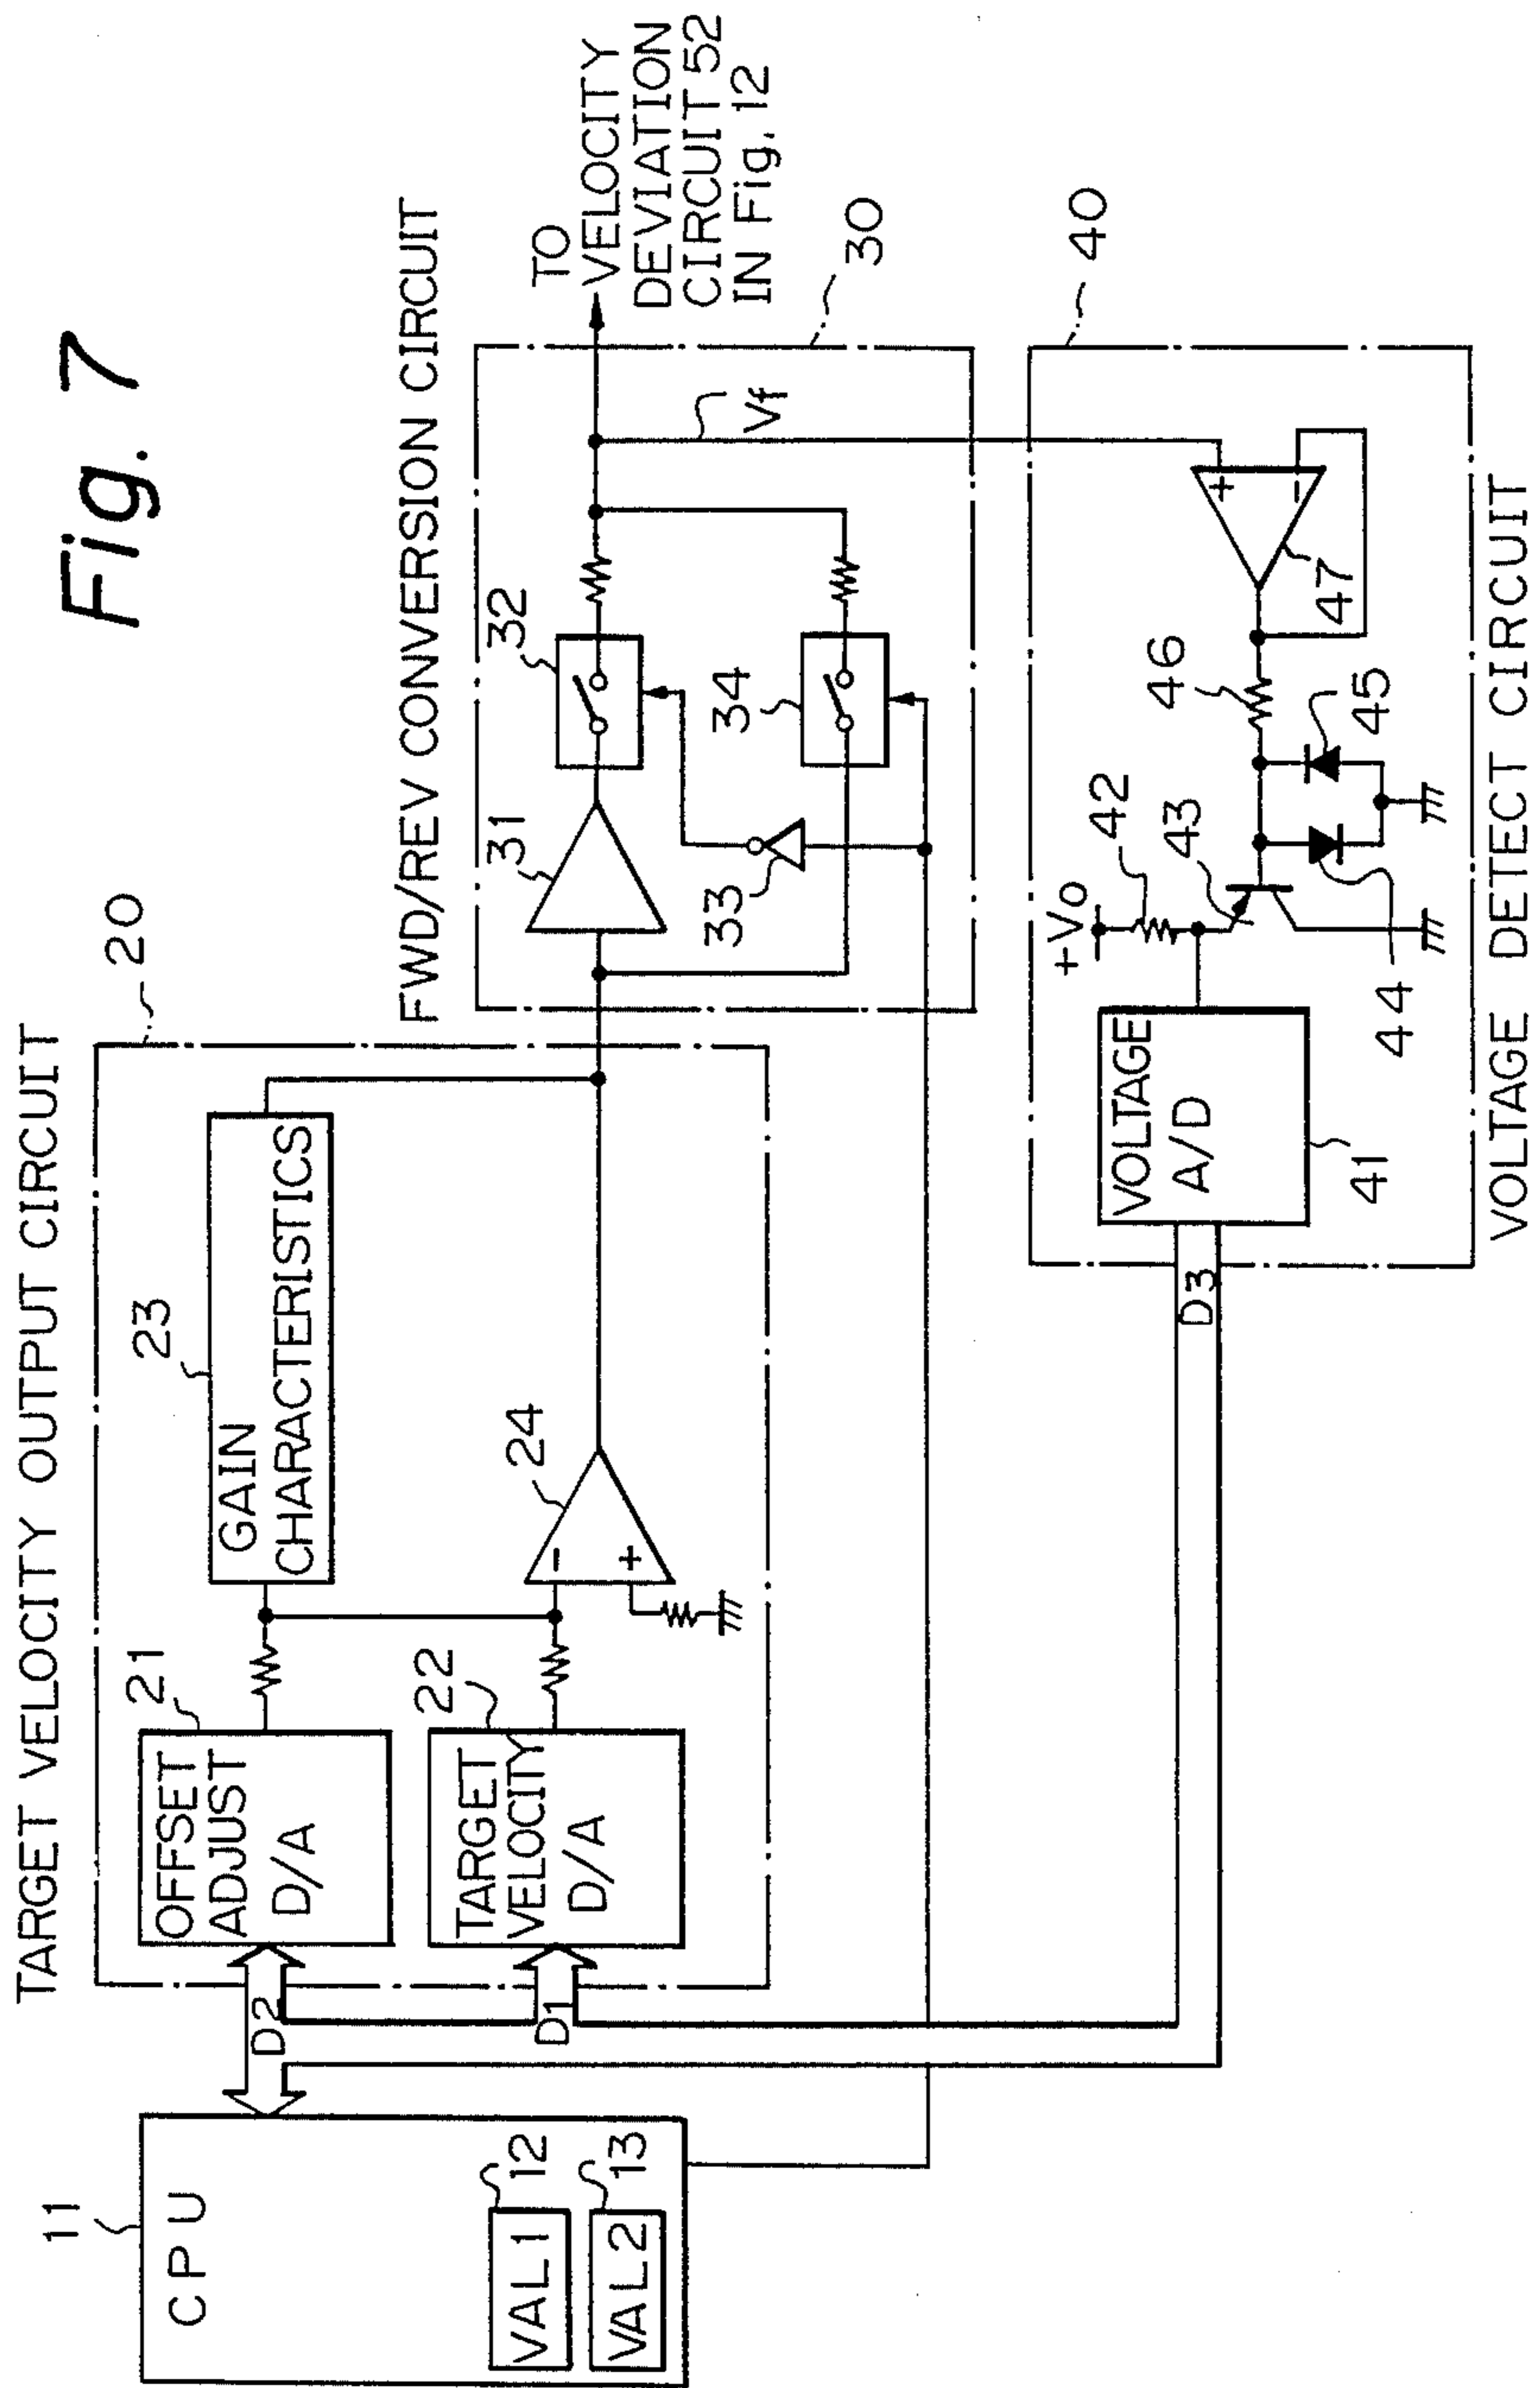 Fig. 7
TARGET VELOCITY OUTPUT CIRCUIT
20
11
CPU
VAL1
12
VAL2
13
D2
D1
OFFSET
ADJUST
D/A
21
TARGET
VELOCITY
D/A
22
23
GAIN
CHARACTERISTICS
24
-
+
FWD/REV CONVERSION CIRCUIT
31
32
33
34
30
Vf
TO
VELOCITY
DEVIATION
CIRCUIT 52
IN Fig. 12
40
D3
VOLTAGE
A/D
41
+Vo
42
43
44
45
46
47
+
-
VOLTAGE DETECT CIRCUIT